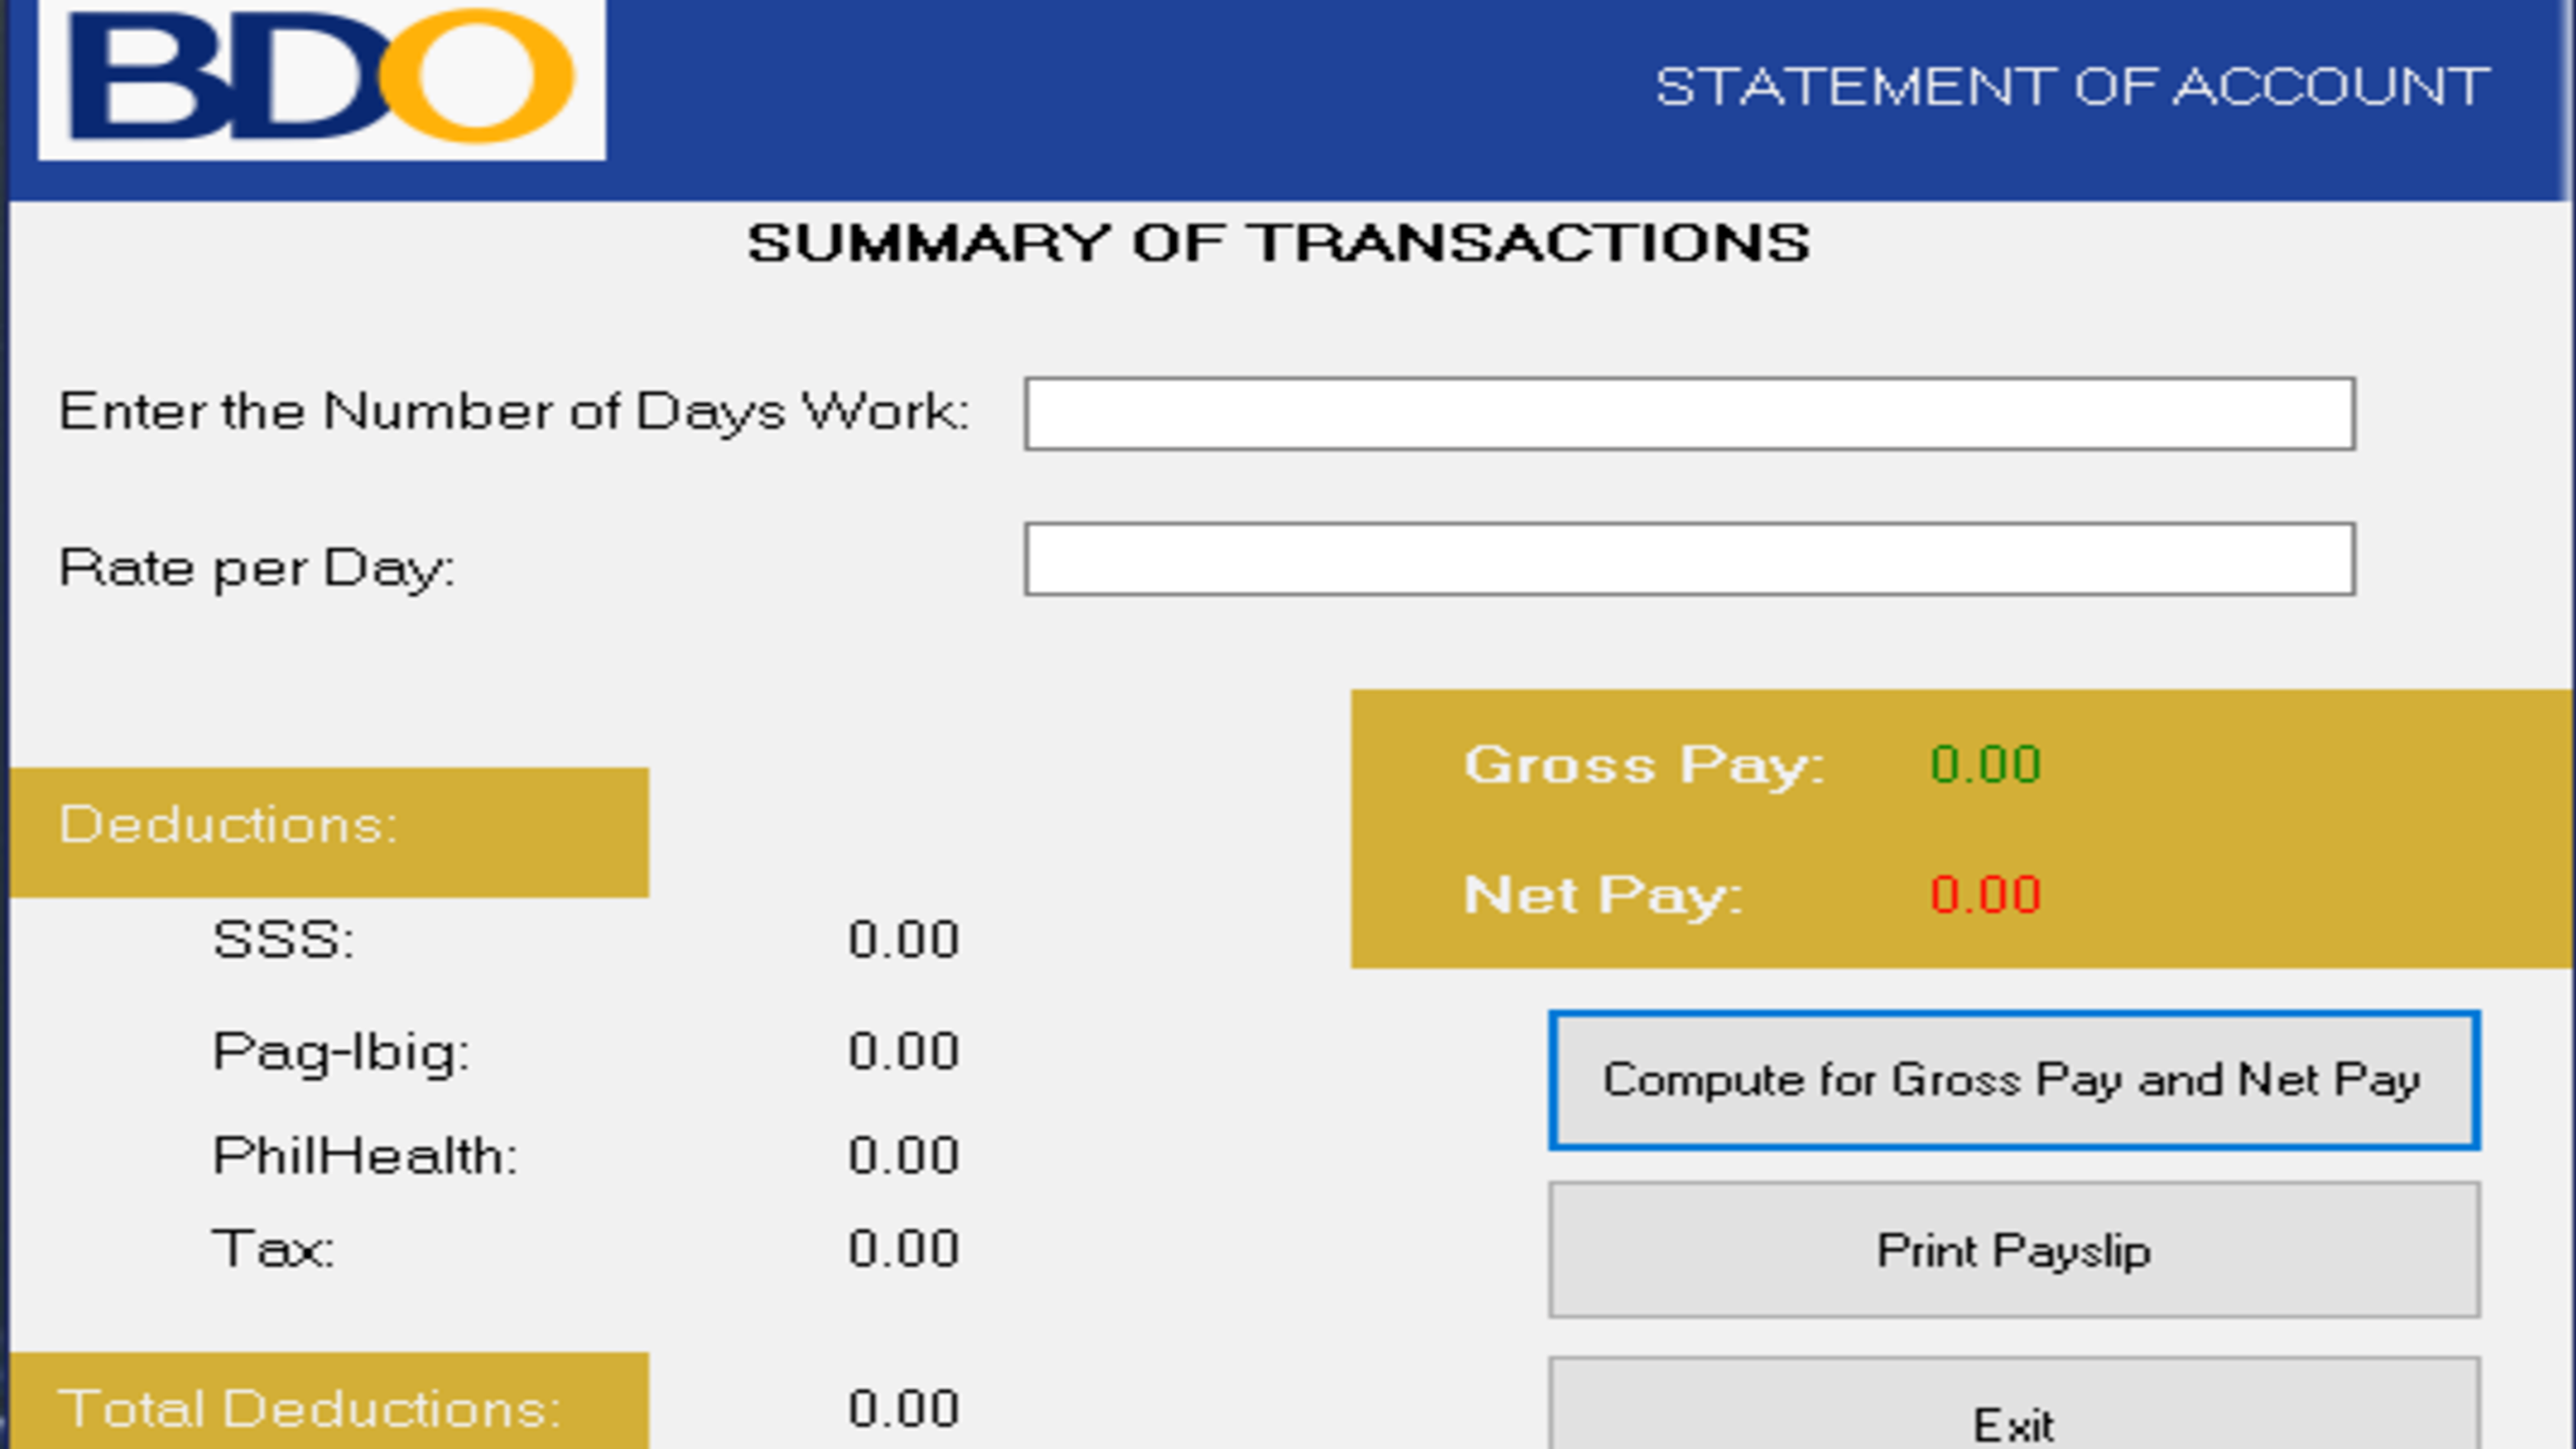 BDO
STATEMENT OF ACCOUNT
SUMMARY OF TRANSACTIONS
Enter the Number of Days Work:
Rate per Day:
Gross Pay: 0.00
Net Pay: 0.00
Deductions:
SSS: 0.00
Pag-Ibig: 0.00
PhilHealth: 0.00
Tax: 0.00
Total Deductions: 0.00
Compute for Gross Pay and Net Pay
Print Payslip
Exit